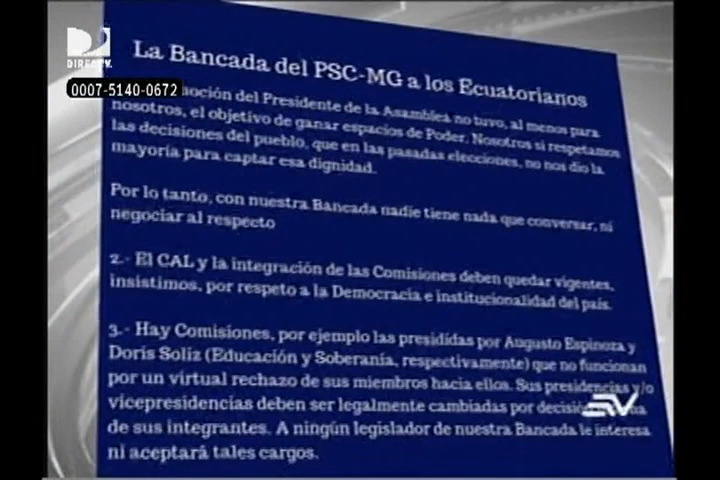 DIRECTV
0007-5140-0672
La Bancada del PSC-MG a los Ecuatorianos
del Presidente de la Asamblea no tuvo, al menos para
nosotros, el objetivo de ganar espacios de Poder. Nosotros si respetamos
las decisiones del pueblo, que en las pasadas elecciones, no nos dio la
mayoría para captar esa dignidad.
Por lo tanto, con nuestra Bancada nadie tiene nada que conversar, ni
negociar al respecto
2.- El CAL y la integración de las Comisiones deben quedar vigentes,
insistimos, por respeto a la Democracia e institucionalidad del país.
3.- Hay Comisiones, por ejemplo las presididas por Augusto Espinoza y
Doris Soliz (Educación y Soberanía, respectivamente) que no funcionan
por un virtual rechazo de sus miembros hacia ellos. Sus presidencias y/o
vicepresidencias deben ser legalmente cambiadas por
de sus integrantes. A ningún legislador de nuestra Bancada le interesa
ni aceptará tales cargos.